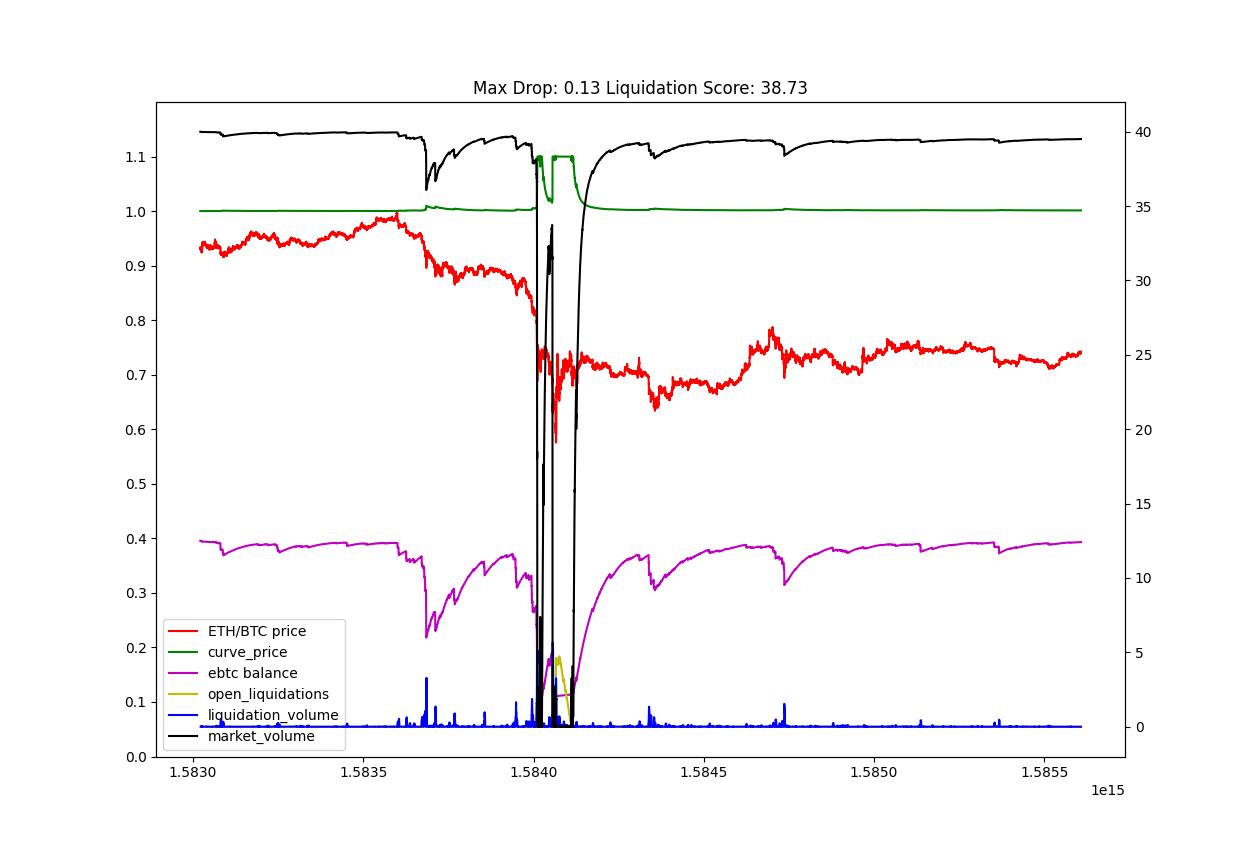 Max Drop: 0.13 Liquidation Score: 38.73
1.1
1.0
0.9
0.8
0.7
0.6
0.5
0.4
0.3
0.2
0.1
0.0
40
35
30
25
20
15
10
5
0
ETH/BTC price
curve_price
ebtc balance
open_liquidations
liquidation_volume
market_volume
1.5830 1.5835 1.5840 1.5845 1.5850 1.5855
1e15